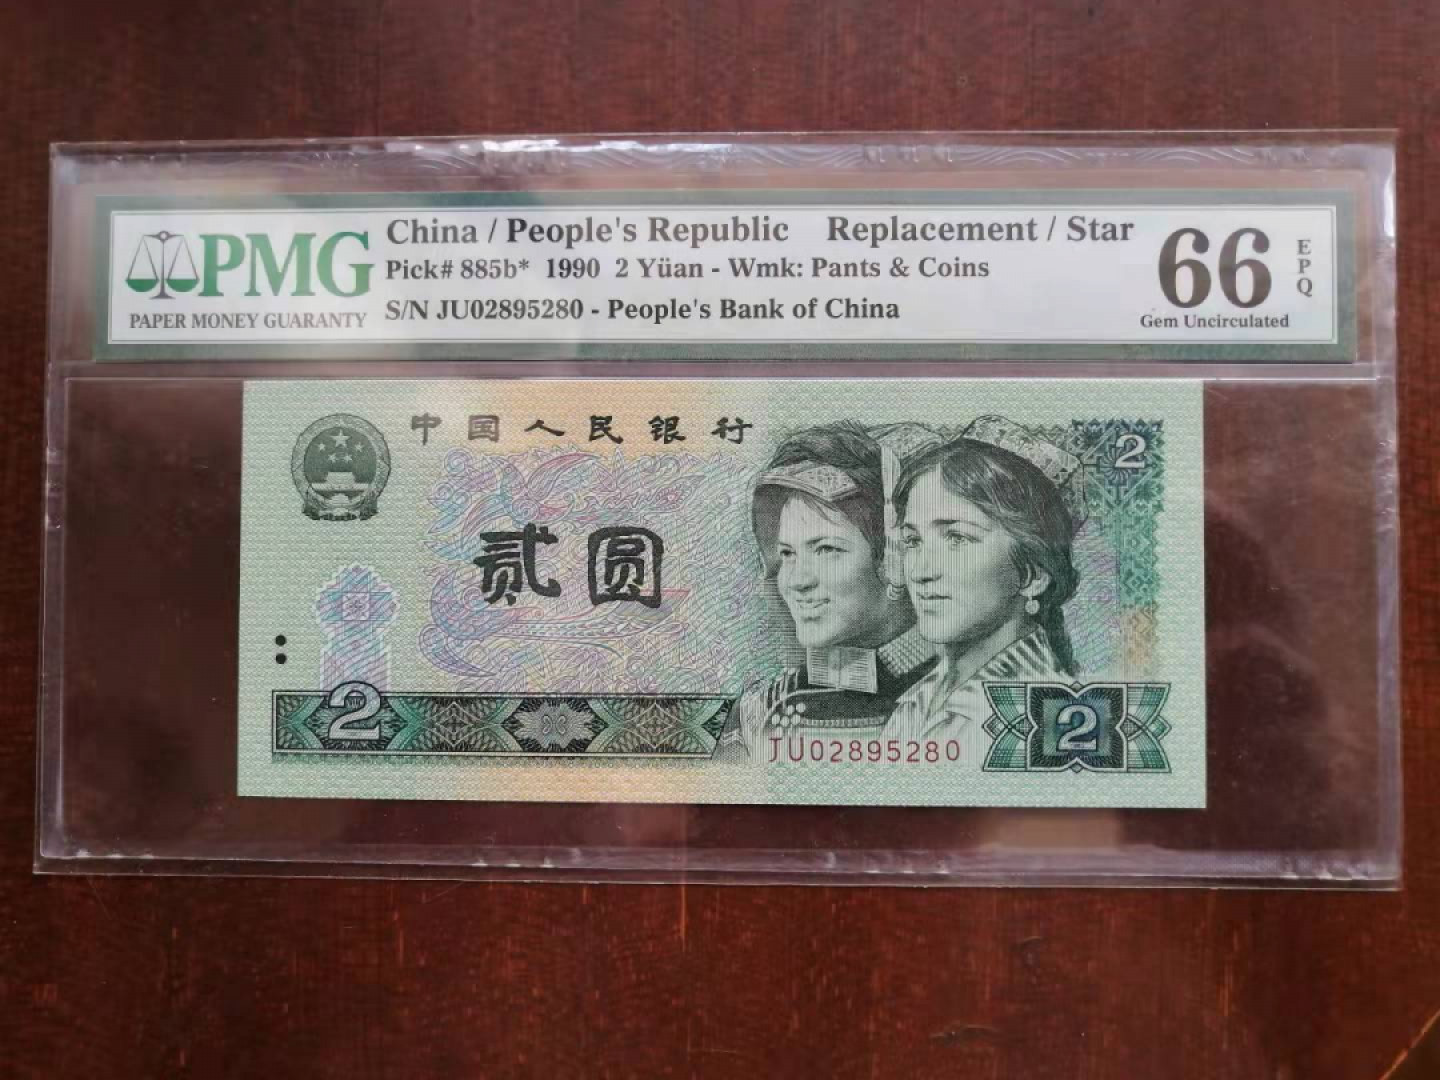 PMG
PAPER MONEY GUARANTY
China / People's Republic Replacement / Star
Pick# 885b* 1990 2 Yüan - Wmk: Pants & Coins
S/N JU02895280 - People's Bank of China
66
EPQ
Gem Uncirculated
中国人民银行
2
贰圆
2
JU02895280
2